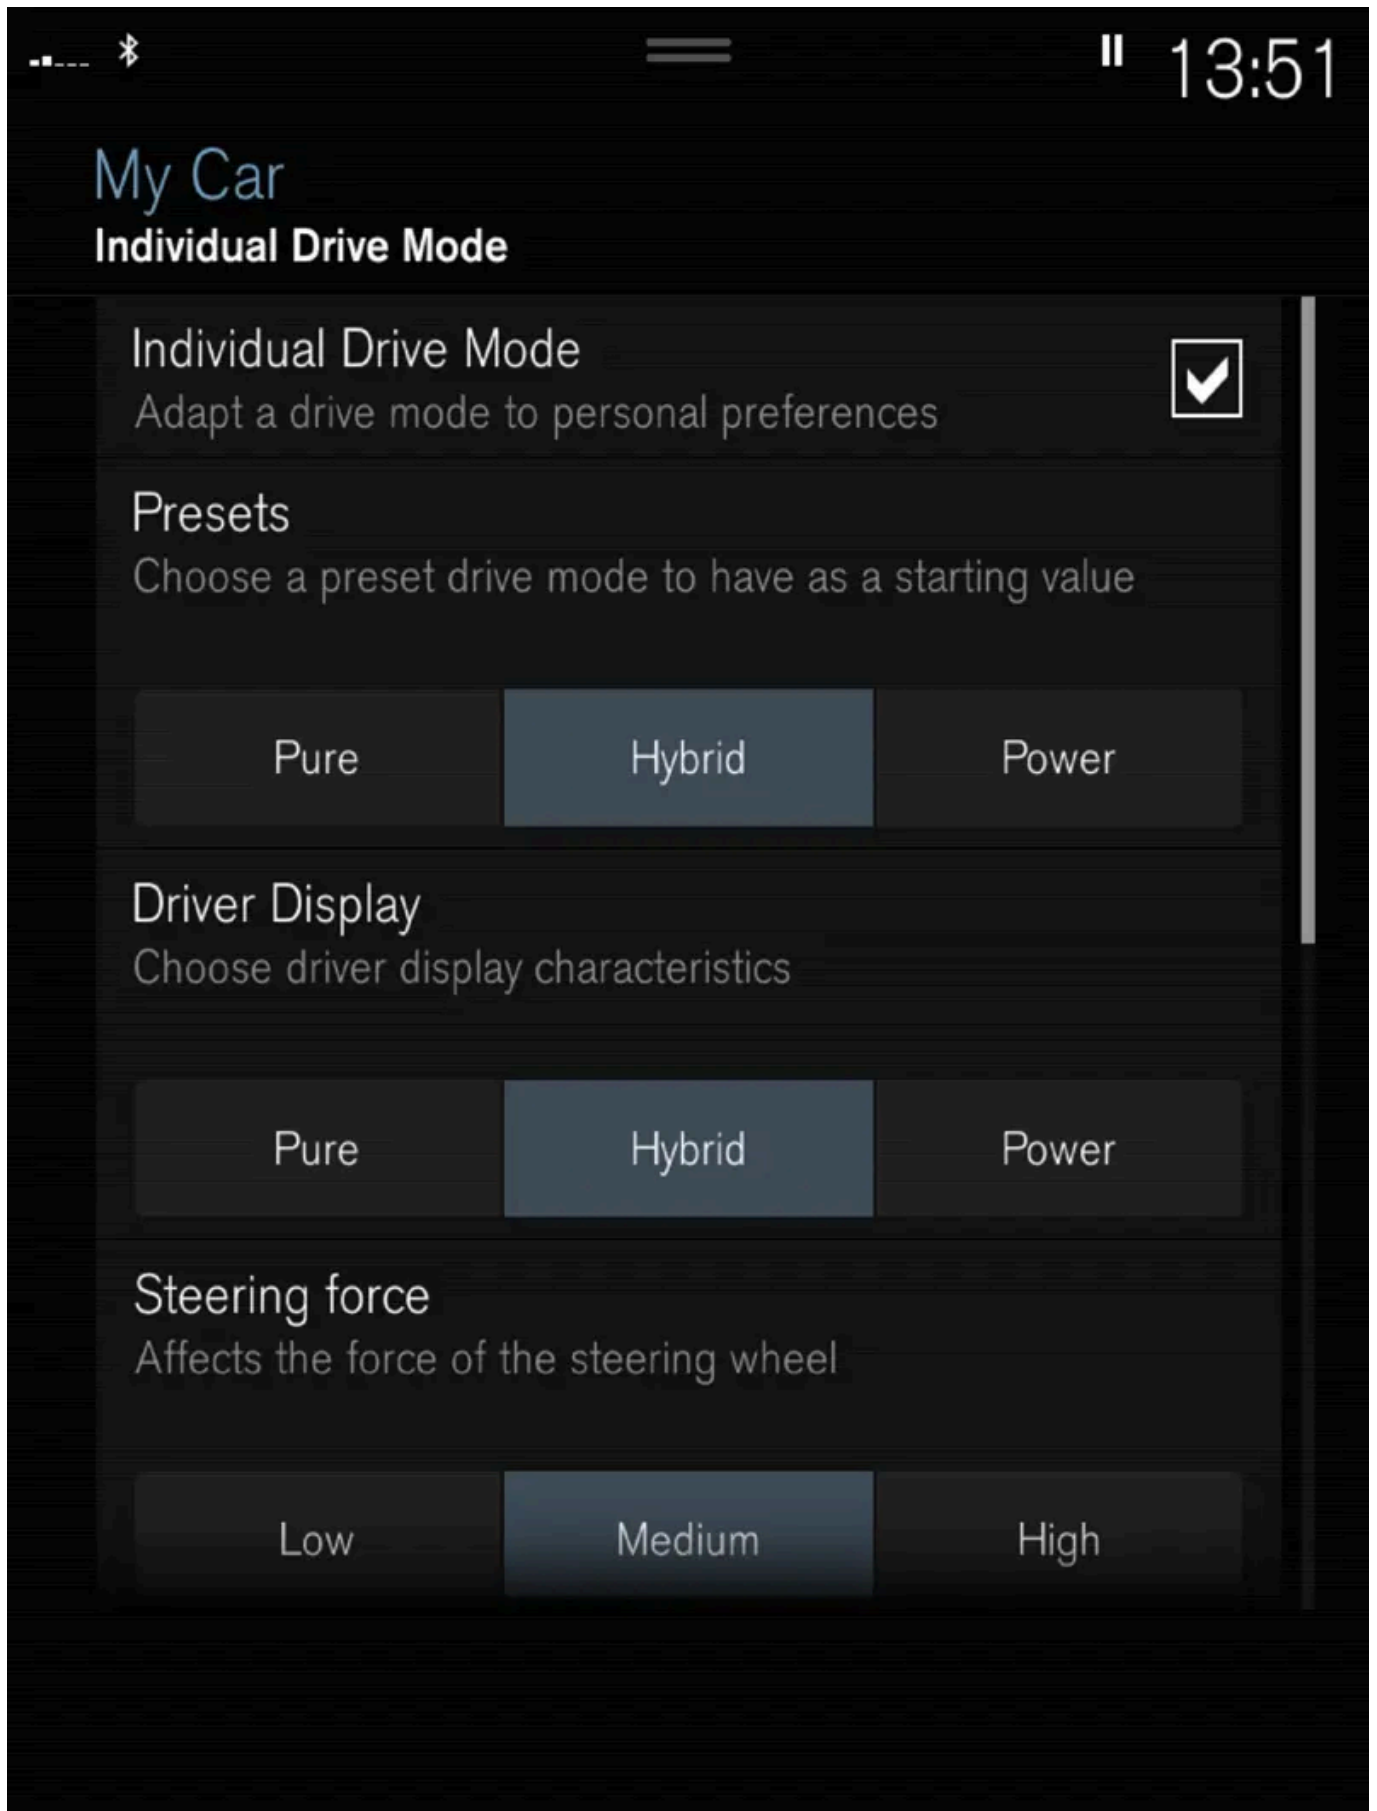 13:51
My Car
Individual Drive Mode
Individual Drive Mode
Adapt a drive mode to personal preferences
Presets
Choose a preset drive mode to have as a starting value
Pure Hybrid Power
Driver Display
Choose driver display characteristics
Pure Hybrid Power
Steering force
Affects the force of the steering wheel
Low Medium High